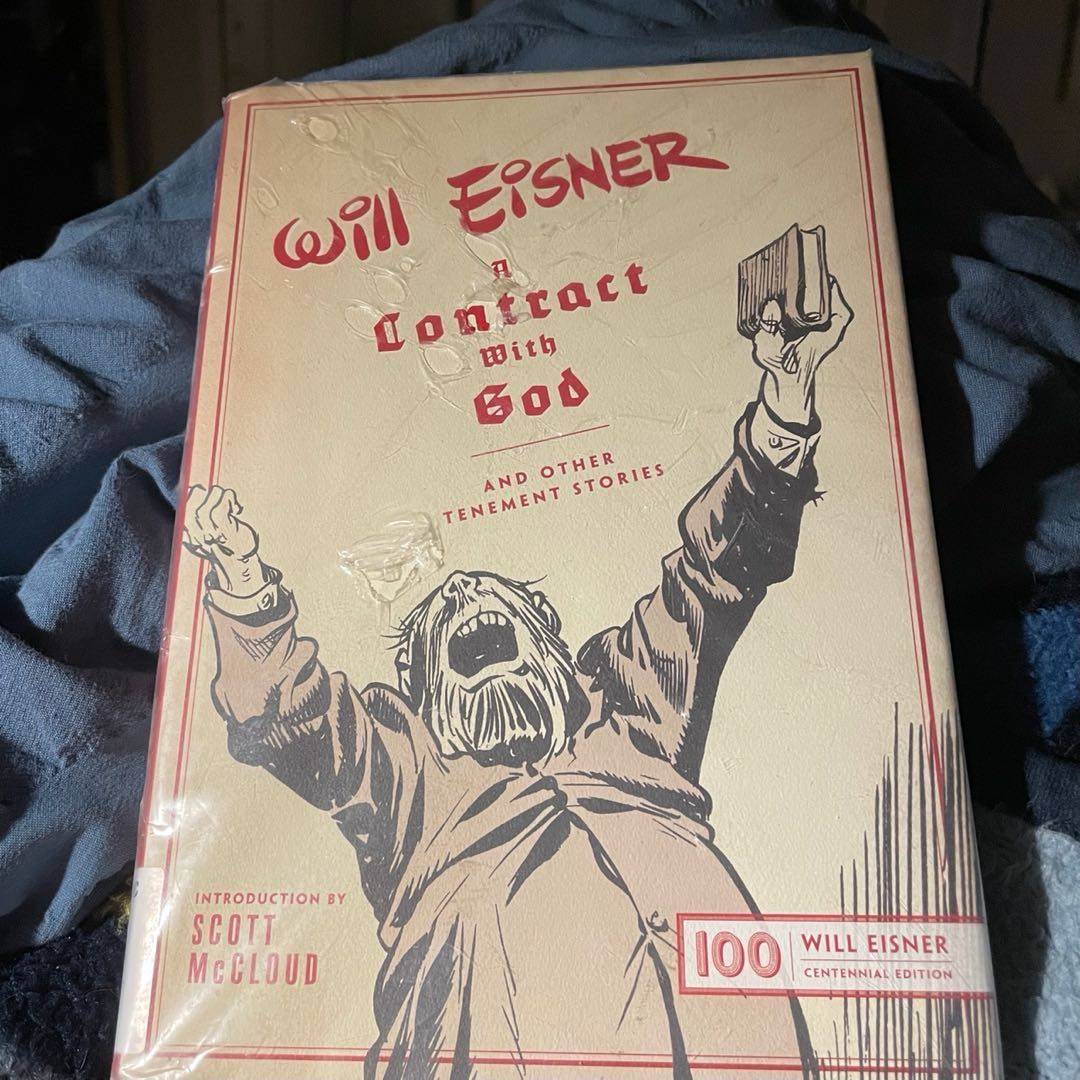 Will EiSNER
A
Contract
With
God
AND OTHER
TENEMENT STORIES
INTRODUCTION BY
SCOTT
McCLOUD
100
WILL EISNER
CENTENNIAL EDITION